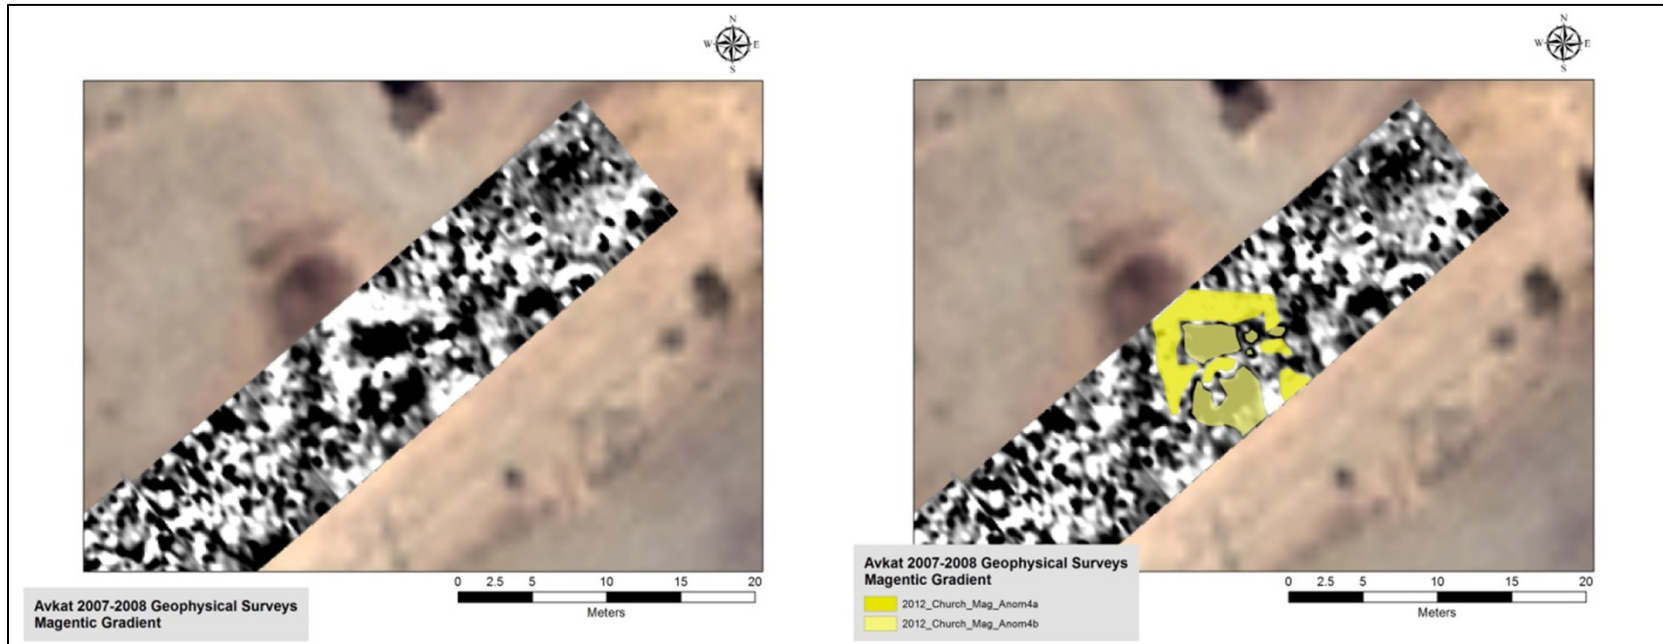 N
W E
S
0 2.5 5 10 15 20
Meters
Avkat 2007-2008 Geophysical Surveys
Magentic Gradient
N
W E
S
Avkat 2007-2008 Geophysical Surveys
Magentic Gradient
2012_Church_Mag_Anom4a
2012_Church_Mag_Anom4b
0 2.5 5 10 15 20
Meters